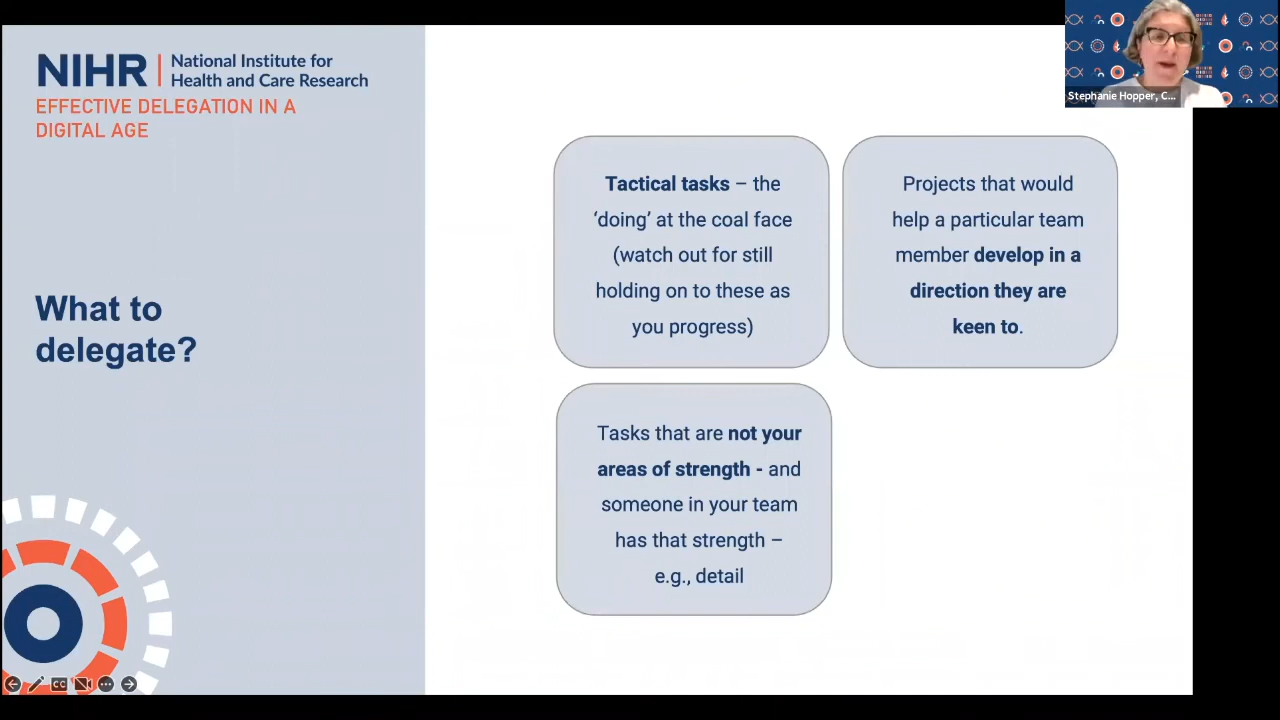 NIHR | National Institute for
Health and Care Research
EFFECTIVE DELEGATION IN A
DIGITAL AGE
What to
delegate?
Tactical tasks – the
‘doing’ at the coal face
(watch out for still
holding on to these as
you progress)
Projects that would
help a particular team
member develop in a
direction they are
keen to.
Tasks that are not your
areas of strength - and
someone in your team
has that strength –
e.g., detail
Stephanie Hopper, C...
CC